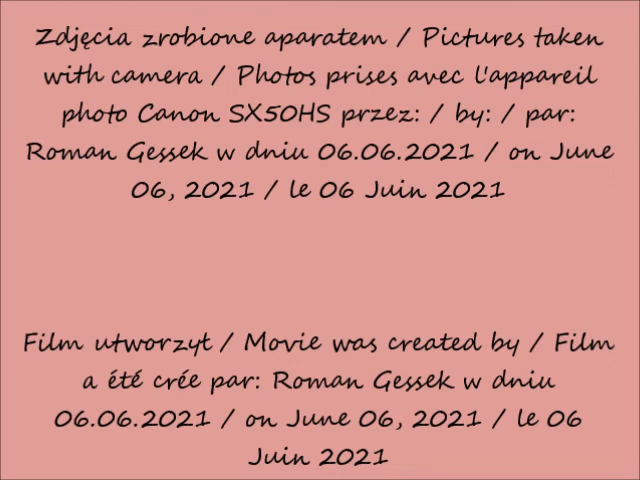 Zdjęcia zrobione aparatem / Pictures taken
with camera / Photos prises avec l'appareil
photo Canon SX50HS przez: / by: / par:
Roman Gessek w dniu 06.06.2021 / on June
06, 2021 / le 06 Juin 2021
Film utworzył / Movie was created by / Film
a été crée par: Roman Gessek w dniu
06.06.2021 / on June 06, 2021 / le 06
Juin 2021